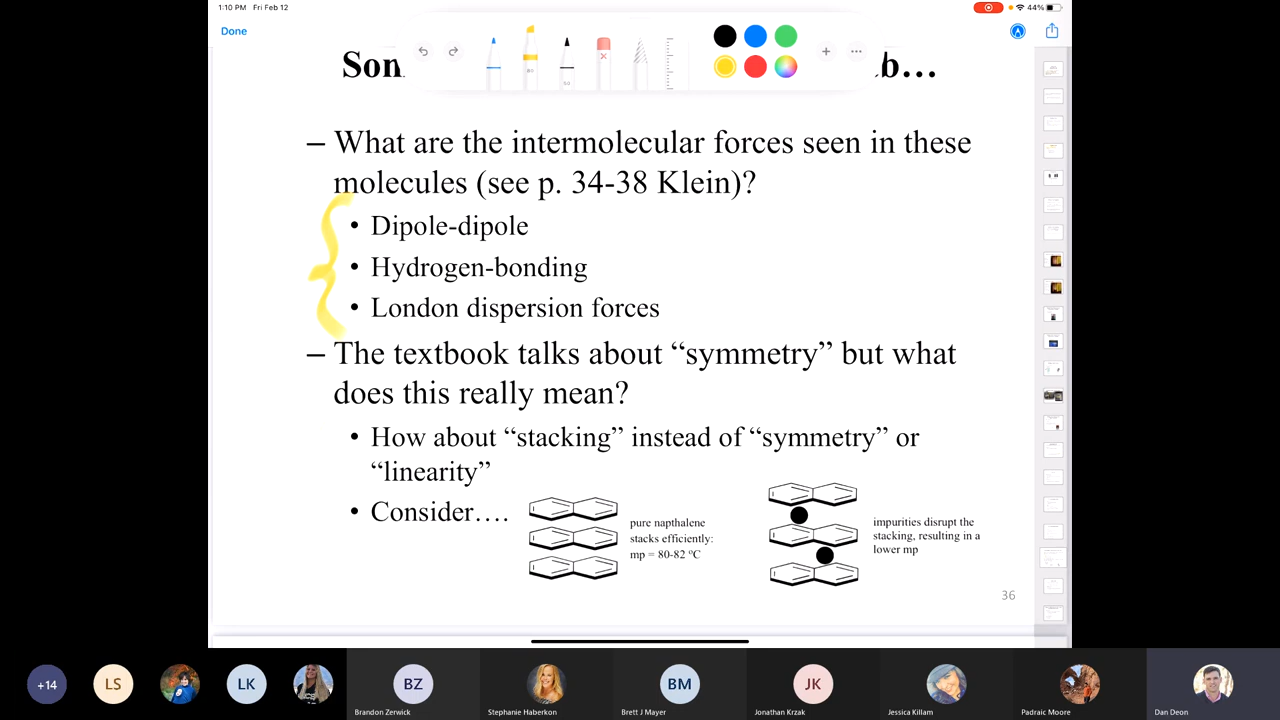 1:10 PM Fri Feb 12
44%
Done
Son
b…
80
50
– What are the intermolecular forces seen in these
molecules (see p. 34-38 Klein)?
• Dipole-dipole
• Hydrogen-bonding
• London dispersion forces
– The textbook talks about “symmetry” but what
does this really mean?
• How about “stacking” instead of “symmetry” or
“linearity”
• Consider….
pure napthalene
stacks efficiently:
mp = 80-82 °C
impurities disrupt the
stacking, resulting in a
lower mp
36
+14
LS
LK
BZ
BM
JK
Brandon Zerwick
Stephanie Haberkon
Brett J Mayer
Jonathan Krzak
Jessica Killam
Padraic Moore
Dan Deon